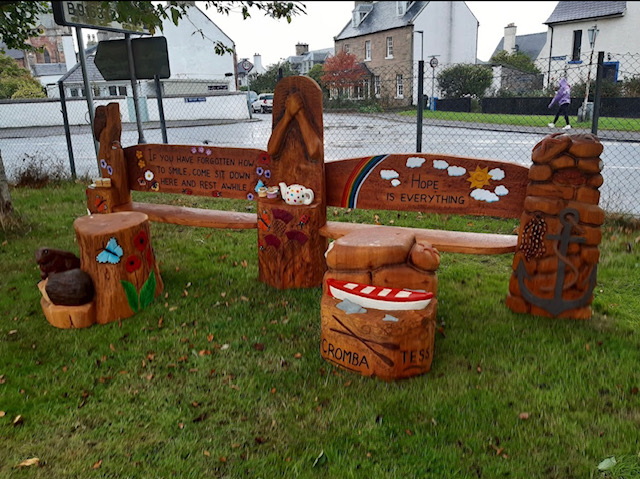 IF YOU HAVE FORGOTTEN HOW
TO SMILE, COME SIT DOWN
HERE AND REST AWHILE
HOPE
IS EVERYTHING
CROMBA TESS